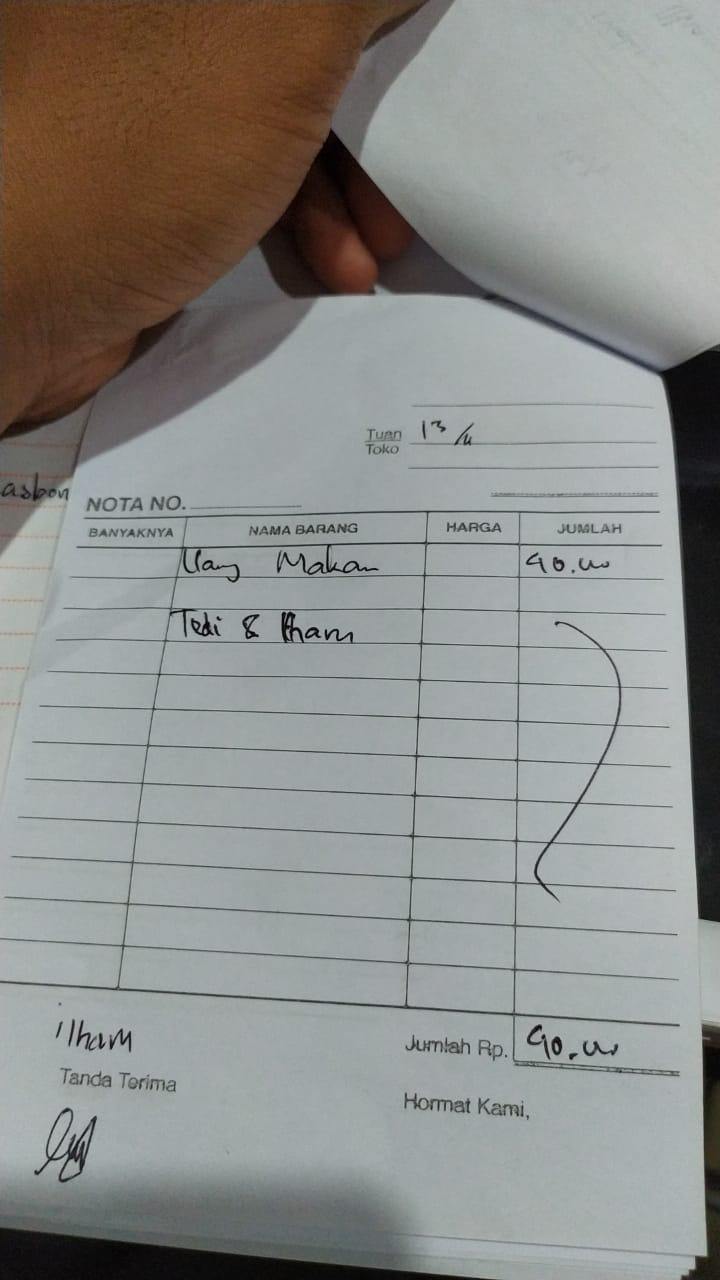 Tuan
Toko
13/11
asbon
NOTA NO.
BANYAKNYA NAMA BARANG HARGA JUMLAH
Uang Makan 90.000
Tedi & Ilham
ilham
Jumlah Rp. 90.000
Tanda Terima
Hormat Kami,